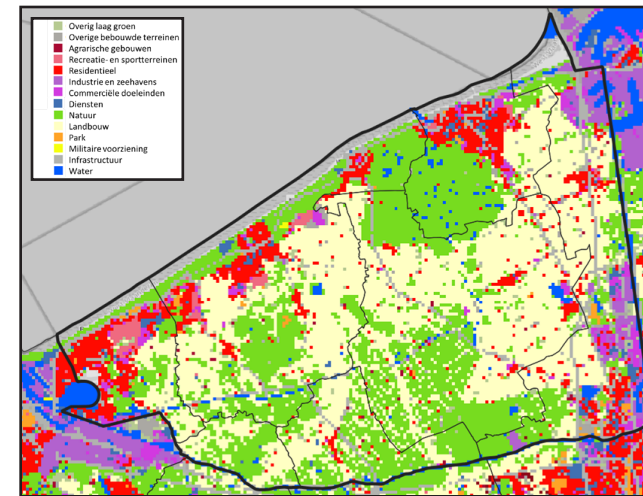 Overig laag groen
Overige bebouwde terreinen
Agrarische gebouwen
Recreatie- en sportterreinen
Residentieel
Industrie en zeehavens
Commerciële doeleinden
Diensten
Natuur
Landbouw
Park
Militaire voorziening
Infrastructuur
Water